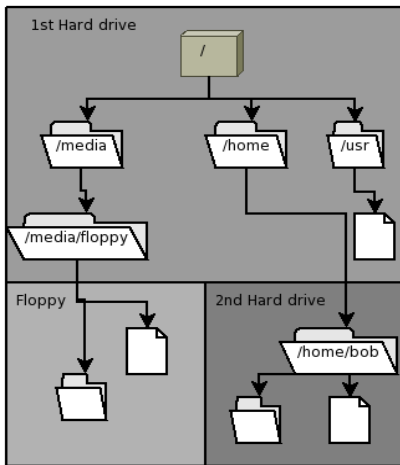 1st Hard drive
/
/media
/home
/usr
/media/floppy
Floppy
2nd Hard drive
/home/bob